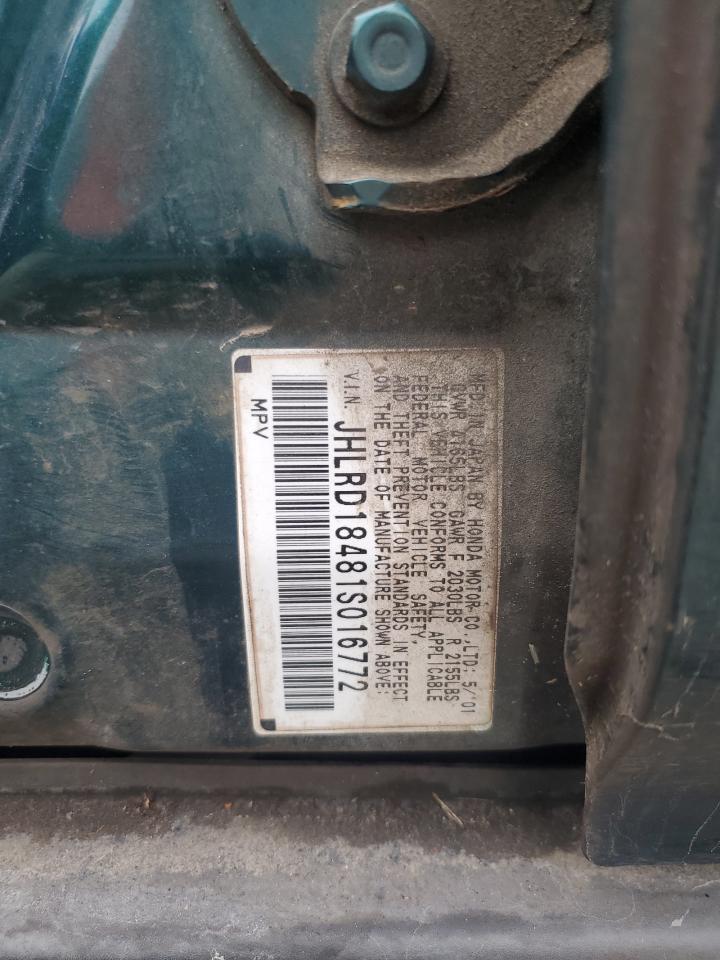 MFD. IN JAPAN BY HONDA MOTOR CO.,LTD. 5/01
GVWR 4165LBS GAWR F 2030LBS R 2155LBS
THIS VEHICLE CONFORMS TO ALL APPLICABLE
FEDERAL MOTOR VEHICLE SAFETY,
AND THEFT PREVENTION STANDARDS IN EFFECT
ON THE DATE OF MANUFACTURE SHOWN ABOVE.
V.I.N. JHLRD18481S016772
MPV